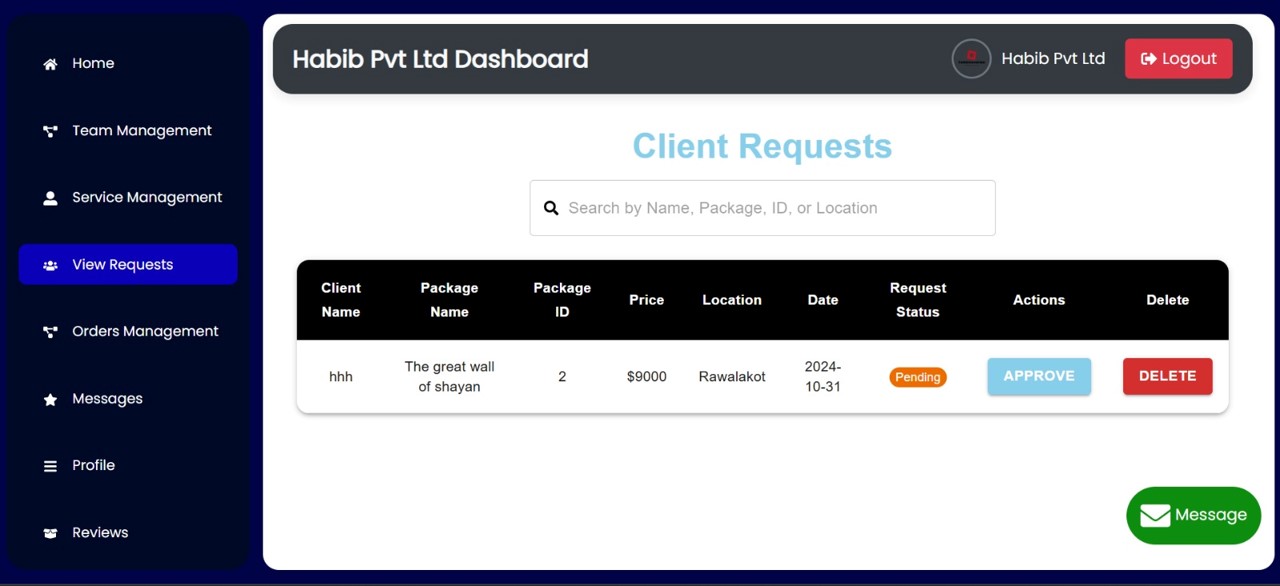 Home
Team Management
Service Management
View Requests
Orders Management
Messages
Profile
Reviews
Habib Pvt Ltd Dashboard
Habib Pvt Ltd
Logout
Client Requests
Search by Name, Package, ID, or Location
Client Name
Package Name
Package ID
Price
Location
Date
Request Status
Actions
Delete
hhh
The great wall
of shayan
2
$9000
Rawalakot
2024-
10-31
Pending
APPROVE
DELETE
Message